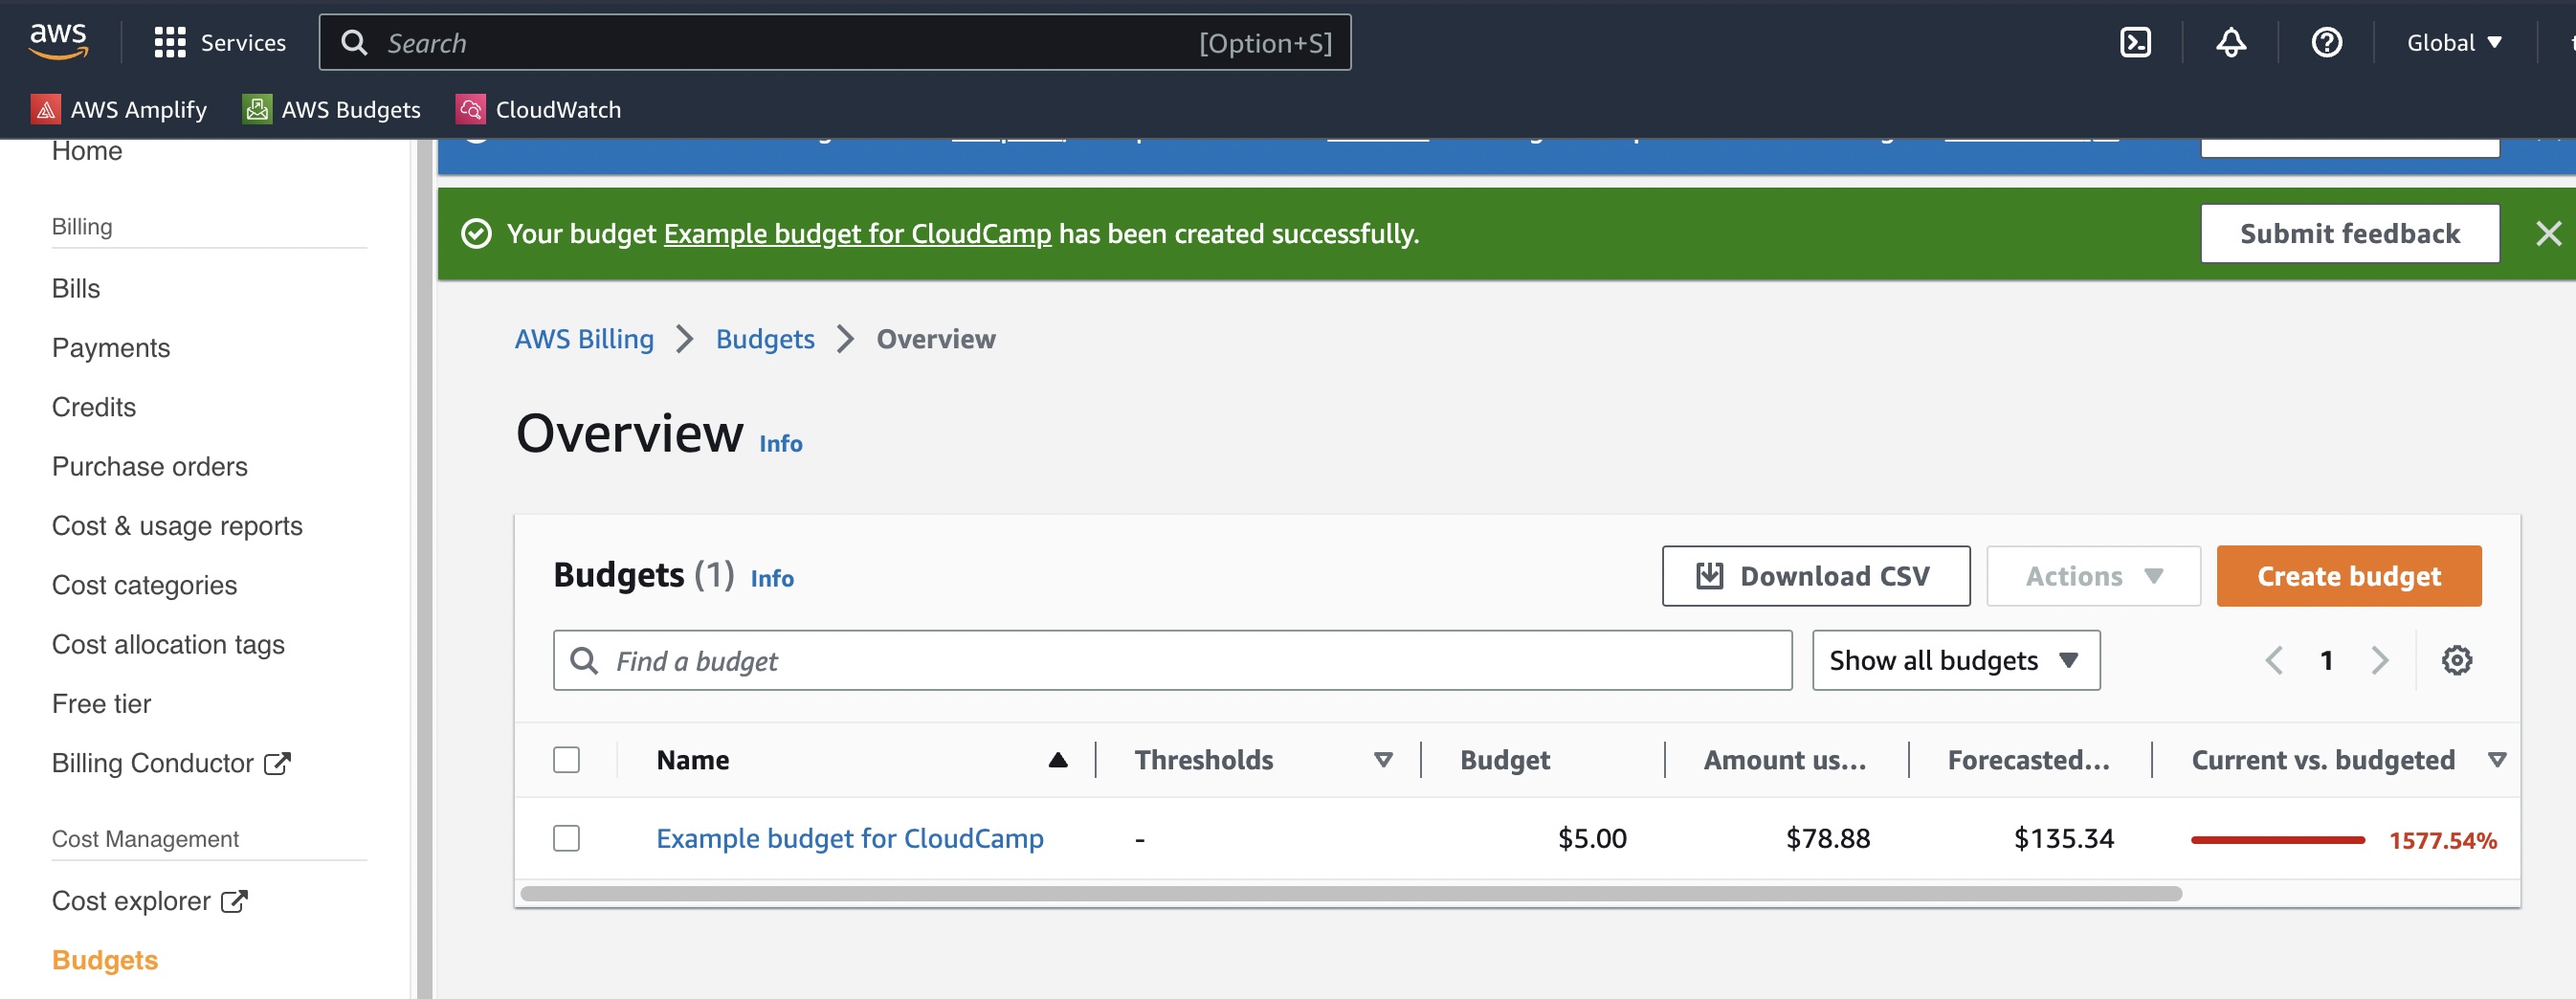 aws
Services
Search
[Option+S]
Global
AWS Amplify
AWS Budgets
CloudWatch
Home
Billing
Bills
Payments
Credits
Purchase orders
Cost & usage reports
Cost categories
Cost allocation tags
Free tier
Billing Conductor
Cost Management
Cost explorer
Budgets
Your budget Example budget for CloudCamp has been created successfully.
Submit feedback
AWS Billing > Budgets > Overview
Overview Info
Budgets (1) Info
Download CSV
Actions
Create budget
Find a budget
Show all budgets
1
Name Thresholds Budget Amount us... Forecasted... Current vs. budgeted
Example budget for CloudCamp - $5.00 $78.88 $135.34 1577.54%